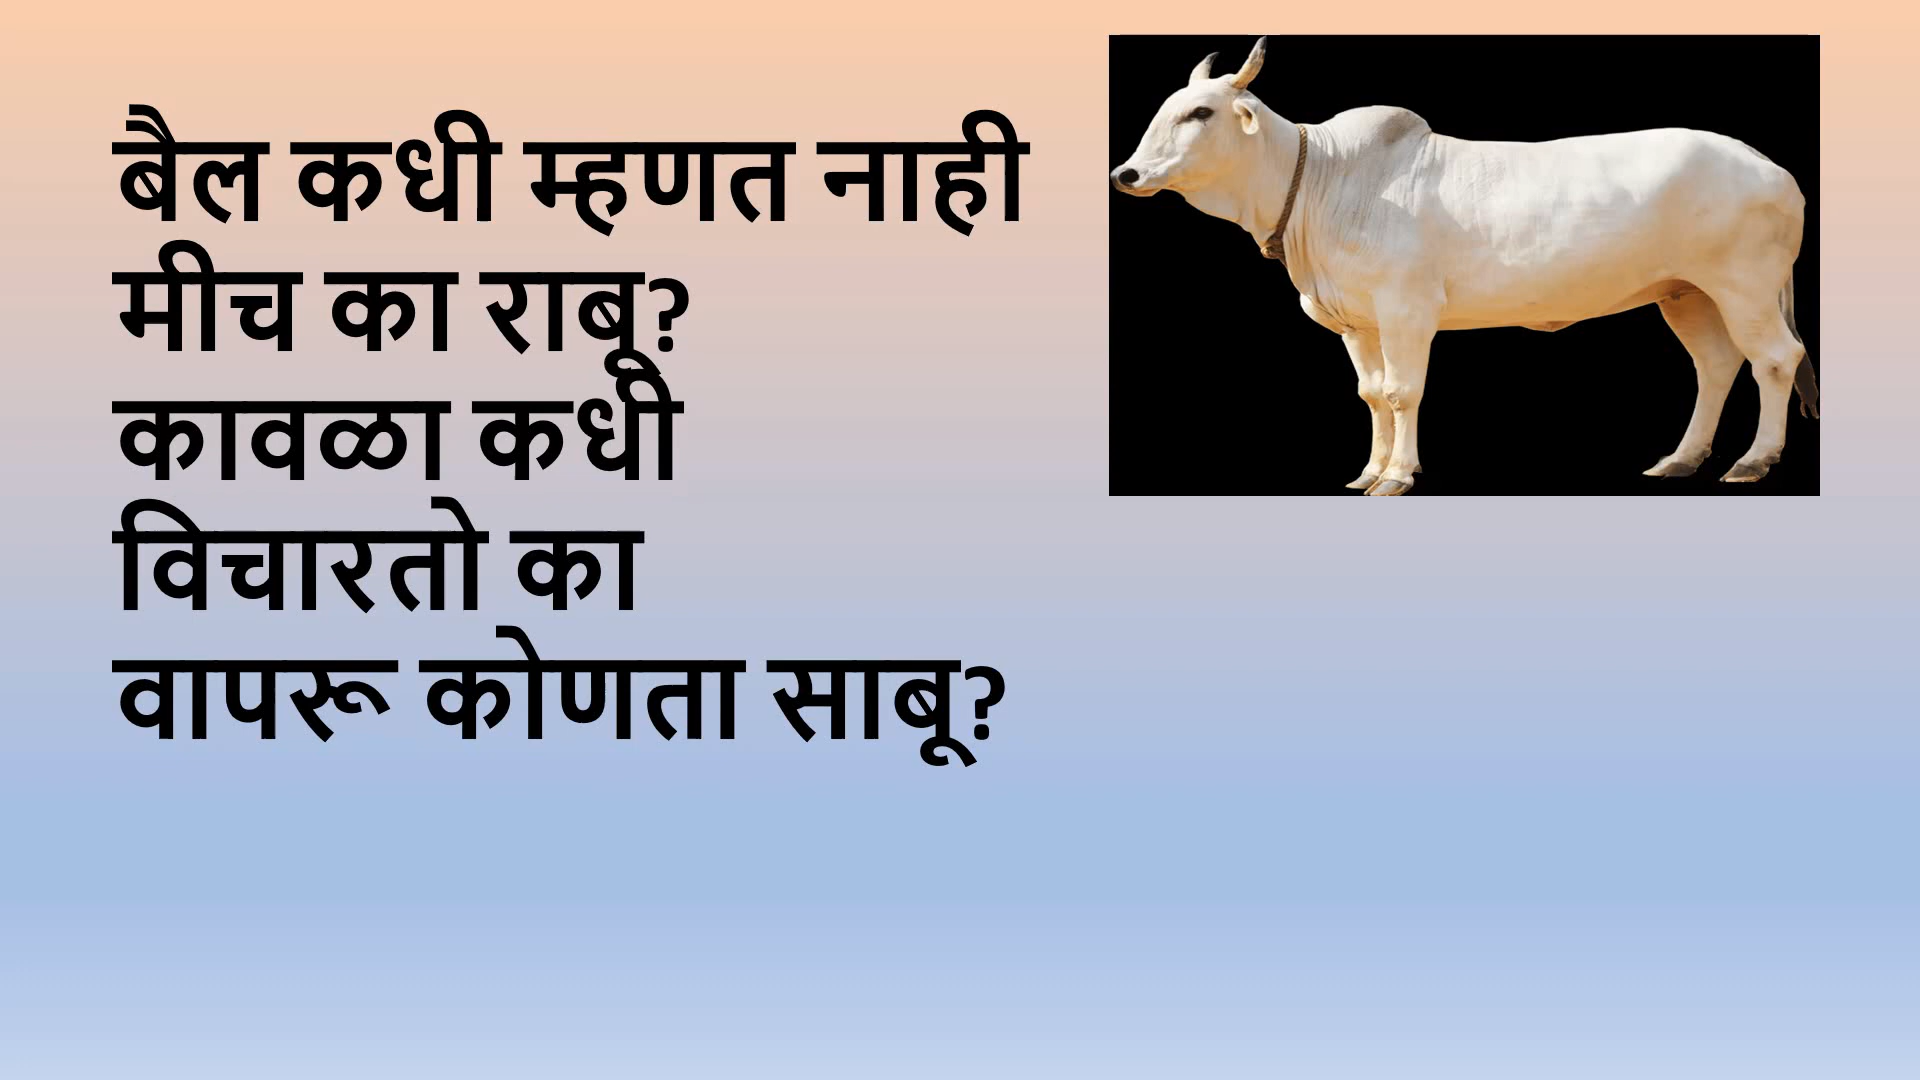 बैल कधी म्हणत नाही
मीच का राबू?
कावळा कधी
विचारतो का
वापरू कोणता साबू?